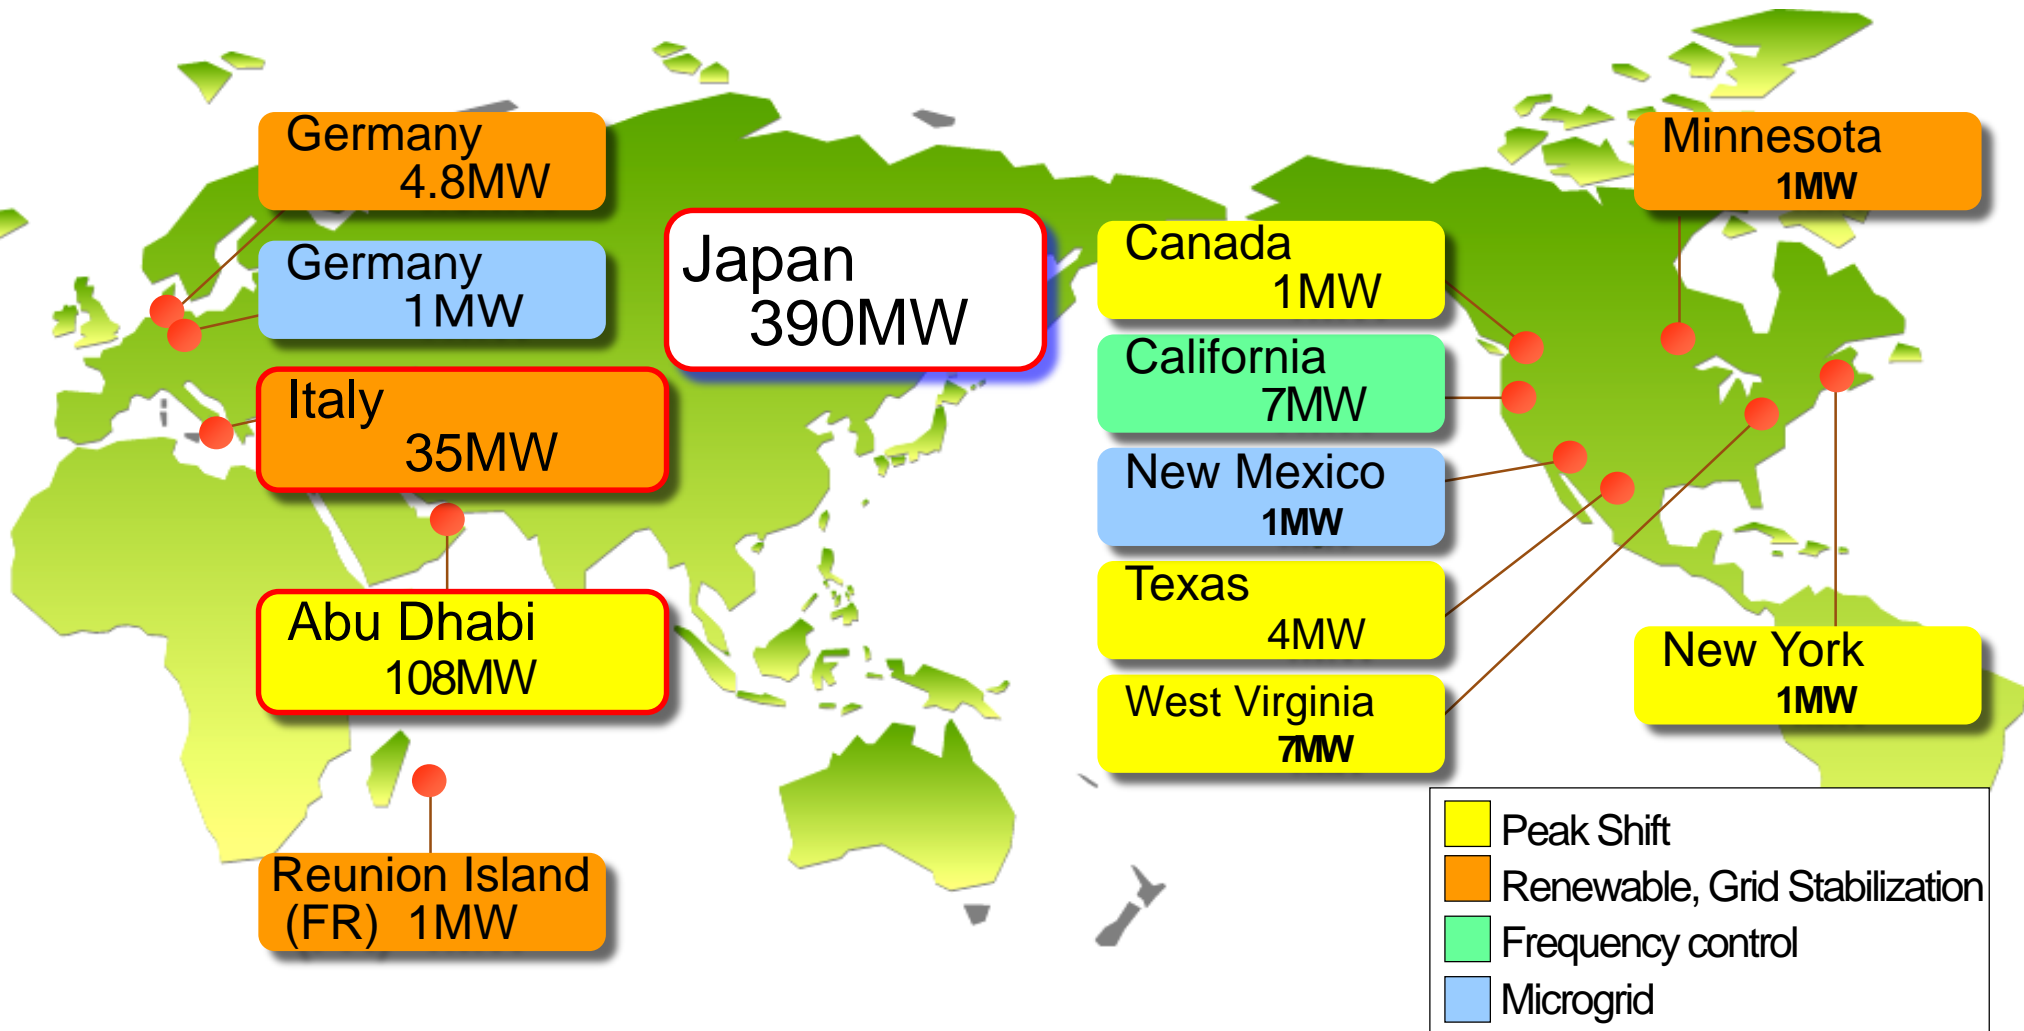 Germany
4.8MW
Germany
1MW
Italy
35MW
Abu Dhabi
108MW
Reunion Island
(FR) 1MW
Japan
390MW
Canada
1MW
California
7MW
New Mexico
1MW
Texas
4MW
West Virginia
7MW
Minnesota
1MW
New York
1MW
Peak Shift
Renewable, Grid Stabilization
Frequency control
Microgrid